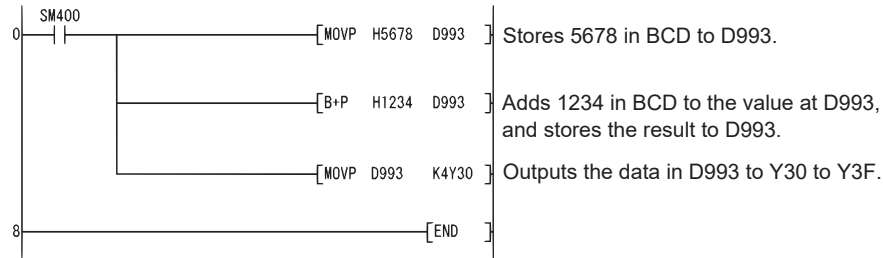 SM400
0 MOVP H5678 D993 Stores 5678 in BCD to D993.
B+P H1234 D993 Adds 1234 in BCD to the value at D993,
and stores the result to D993.
MOVP D993 K4Y30 Outputs the data in D993 to Y30 to Y3F.
8 END